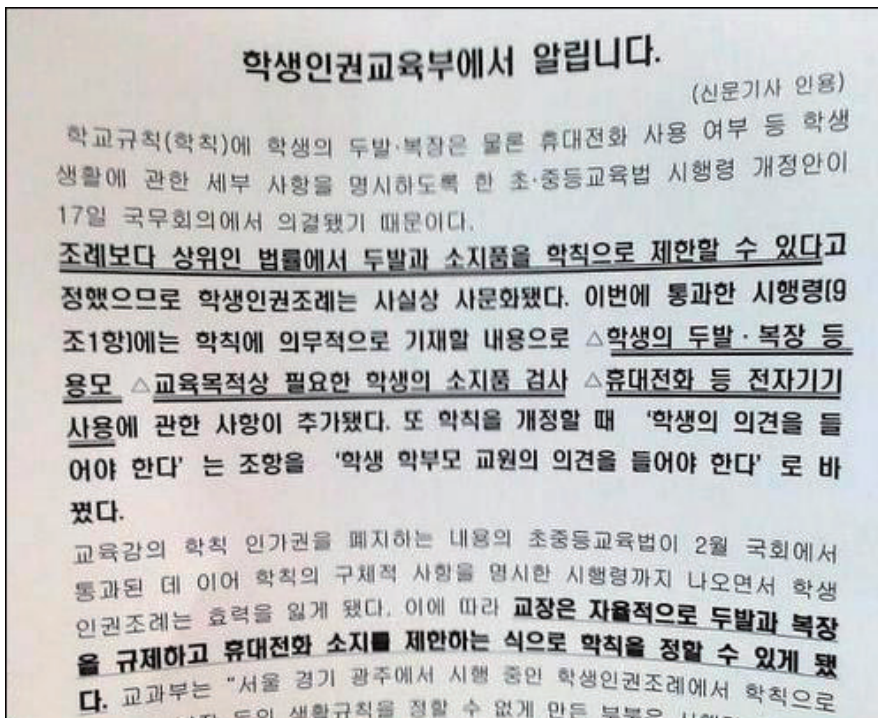 학생인권교육부에서 알립니다.
(신문기사 인용)
학교규칙(학칙)에 학생의 두발·복장은 물론 휴대전화 사용 여부 등 학생
생활에 관한 세부 사항을 명시하도록 한 초·중등교육법 시행령 개정안이
17일 국무회의에서 의결됐기 때문이다.
조례보다 상위인 법률에서 두발과 소지품을 학칙으로 제한할 수 있다고
정했으므로 학생인권조례는 사실상 사문화됐다. 이번에 통과한 시행령(9
조1항)에는 학칙에 의무적으로 기재할 내용으로 △학생의 두발·복장 등
용모 △교육목적상 필요한 학생의 소지품 검사 △휴대전화 등 전자기기
사용에 관한 사항이 추가됐다. 또 학칙을 개정할 때 '학생의 의견을 들
어야 한다' 는 조항을 '학생 학부모 교원의 의견을 들어야 한다' 로 바
꿨다.
교육감의 학칙 인가권을 폐지하는 내용의 초중등교육법이 2월 국회에서
통과된 데 이어 학칙의 구체적 사항을 명시한 시행령까지 나오면서 학생
인권조례는 효력을 잃게 됐다. 이에 따라 교장은 자율적으로 두발과 복장
을 규제하고 휴대전화 소지를 제한하는 식으로 학칙을 정할 수 있게 됐
다. 교과부는 "서울 경기 광주에서 시행 중인 학생인권조례에서 학칙으로
등의 생활규칙을 정할 수 없게 만든 부분은